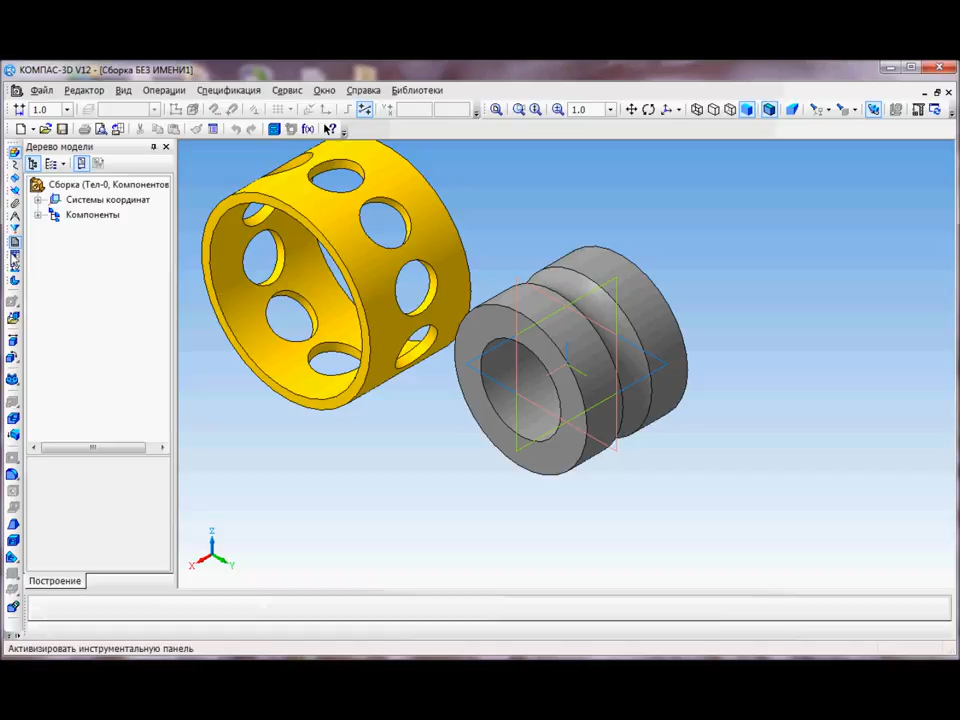 КОМПАС-3D V12 - [Сборка БЕЗ ИМЕНИ1]
Файл Редактор Вид Операции Спецификация Сервис Окно Справка Библиотеки
1.0 1.0
f(x)
Дерево модели
Сборка (Тел-0, Компонентов
Системы координат
Компоненты
Z
X Y
Построение
Активизировать инструментальную панель